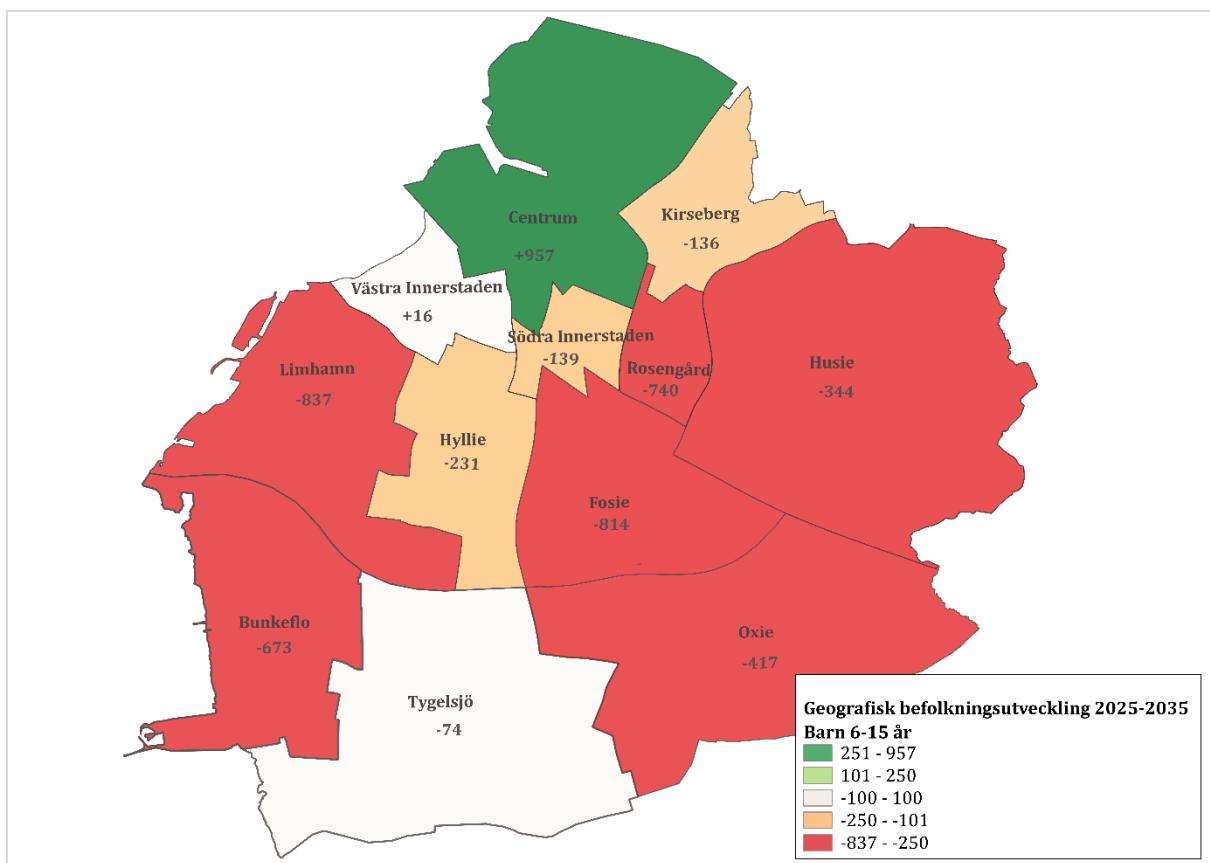 Centrum
+957
Kirseberg
-136
Västra Innerstaden
+16
Södra Innerstaden
-139
Limhamn
-837
Rosengård
-740
Husie
-344
Hyllie
-231
Fosie
-814
-
Bunkeflo
-673
Oxie
-417
Tygelsjö
-74
Geografisk befolkningsutveckling 2025-2035
Barn 6-15 år
251 - 957
101 - 250
-100 - 100
-250 - -101
-837 - -250